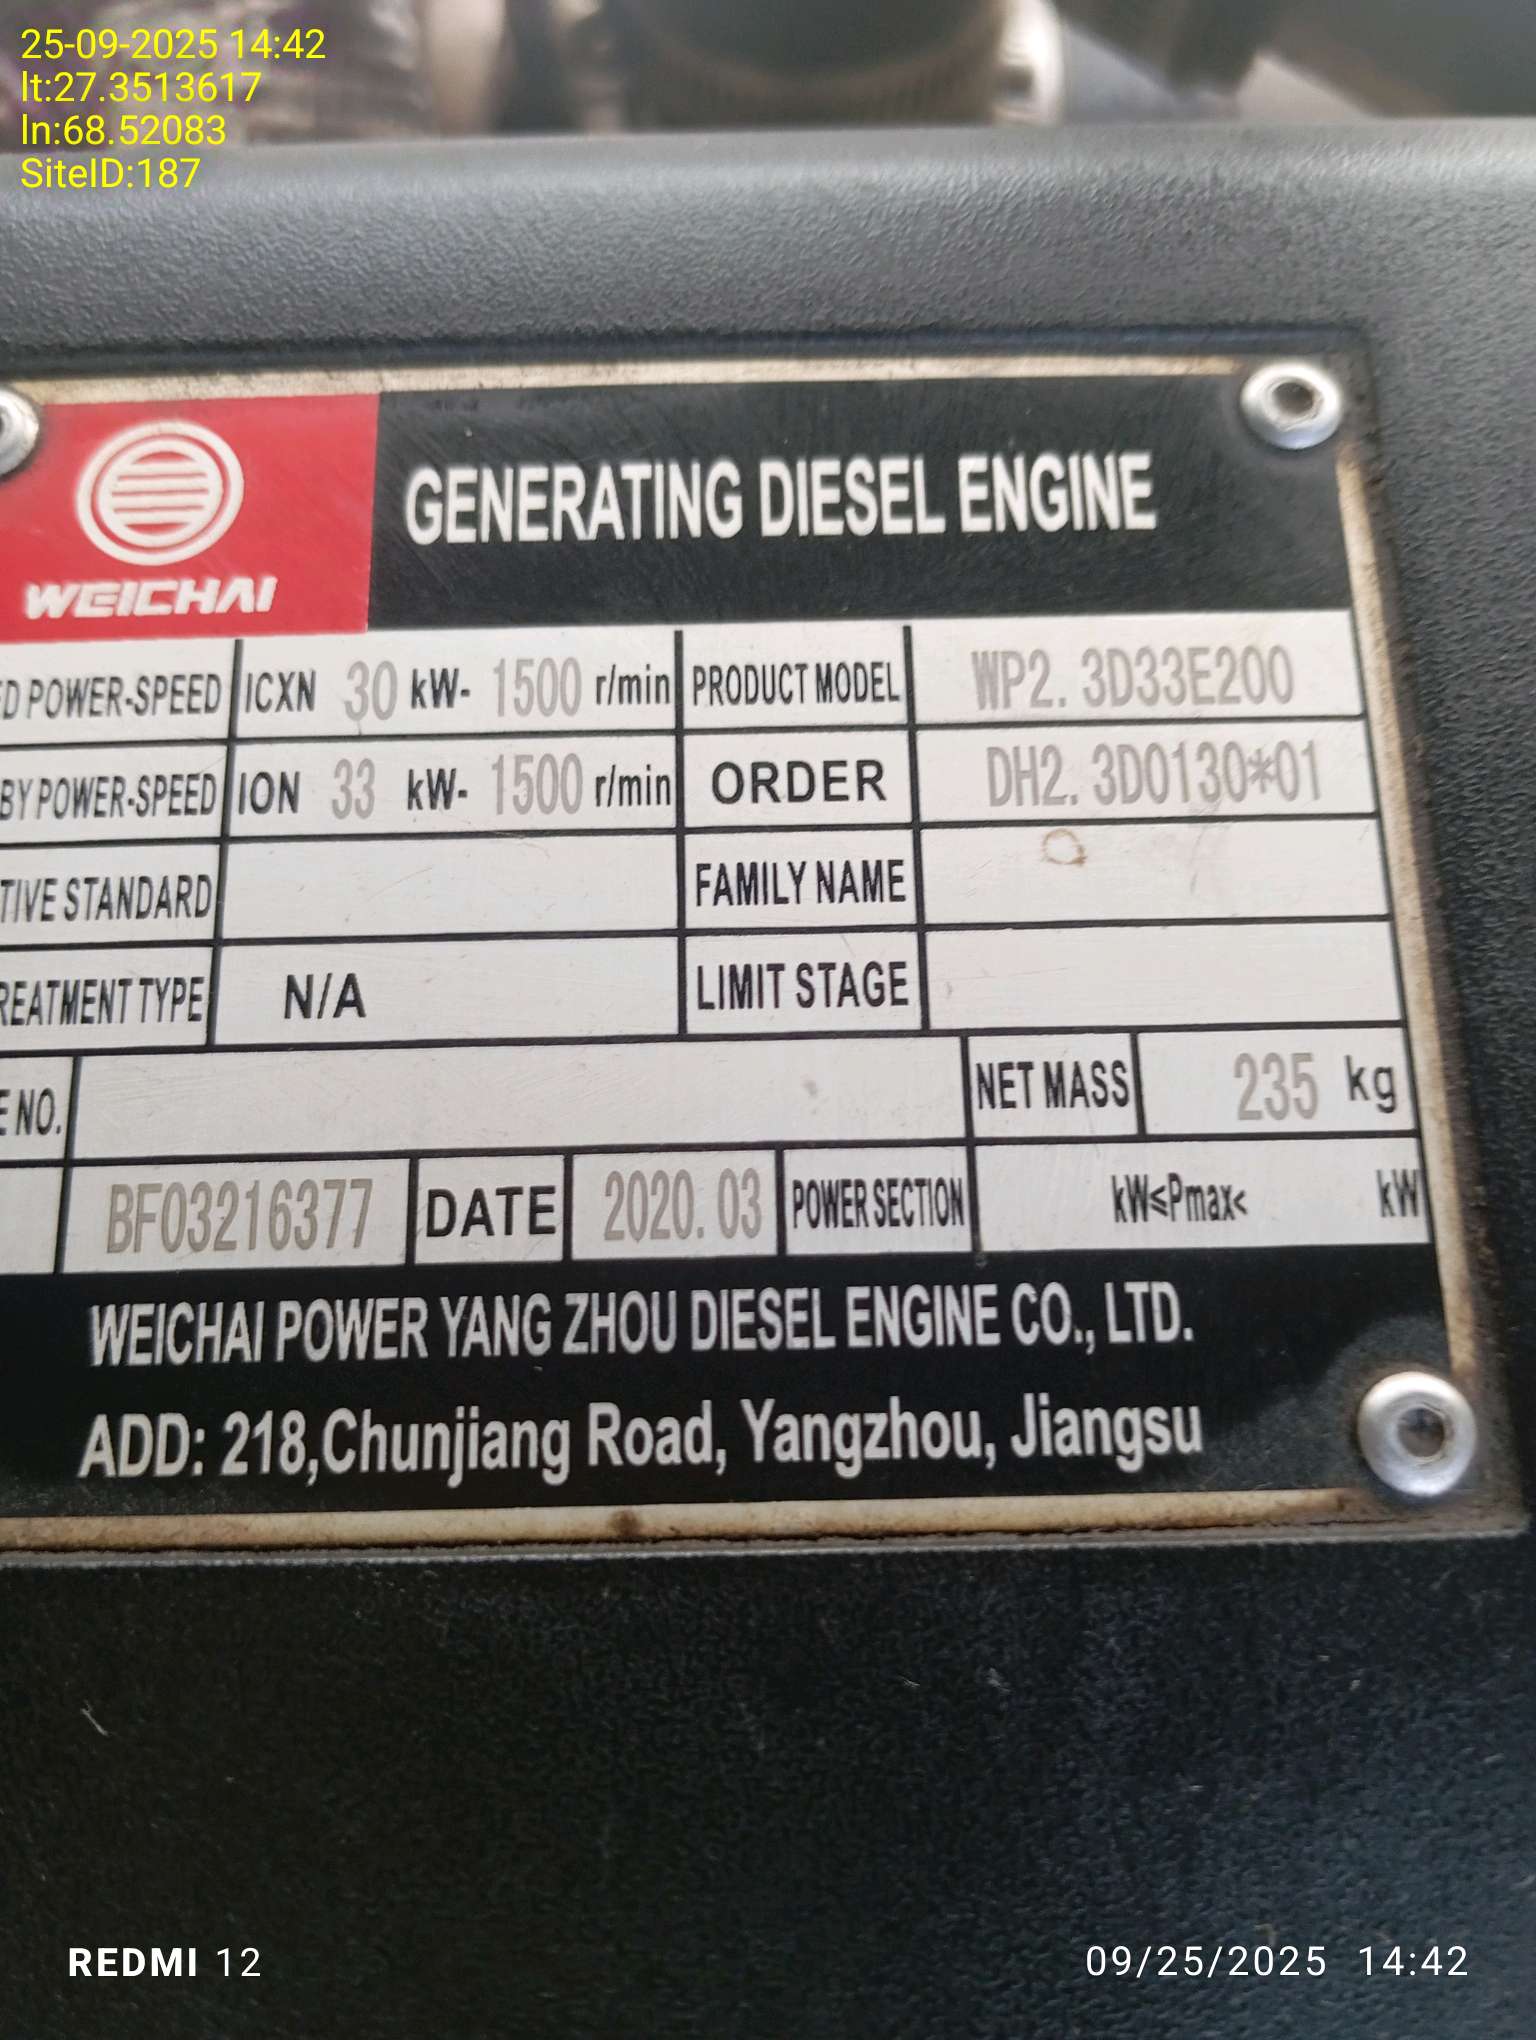 25-09-2025 14:42
lt:27.3513617
ln:68.52083
SiteID:187
WEICHAI
GENERATING DIESEL ENGINE
POWER-SPEED ICXN 30 kW- 1500 r/min PRODUCT MODEL WP2.3D33E200
BY POWER-SPEED ION 33 kW- 1500 r/min ORDER DH2.3D0130*01
TIVE STANDARD FAMILY NAME
REATMENT TYPE N/A LIMIT STAGE
NO. NET MASS 235 kg
BF03216377 DATE 2020.03 POWER SECTION kW≤Pmax< kW
WEICHAI POWER YANG ZHOU DIESEL ENGINE CO., LTD.
ADD: 218,Chunjiang Road, Yangzhou, Jiangsu
REDMI 12
09/25/2025 14:42